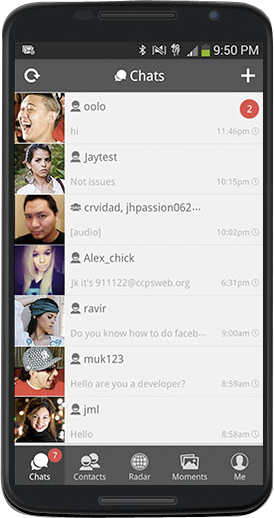 9:50 PM
Chats
oolo
2
hi
11:46pm
Jaytest
Not issues
10:15pm
crvidad, jhpassion062...
[audio]
10:02pm
Alex_chick
Jk it's 911122@ccpsweb.org
6:31pm
ravir
Do you know how to do faceb...
9:00am
muk123
Hello are you a developer?
8:59am
jml
Hello
8:58am
7
Chats
Contacts
Radar
Moments
Me